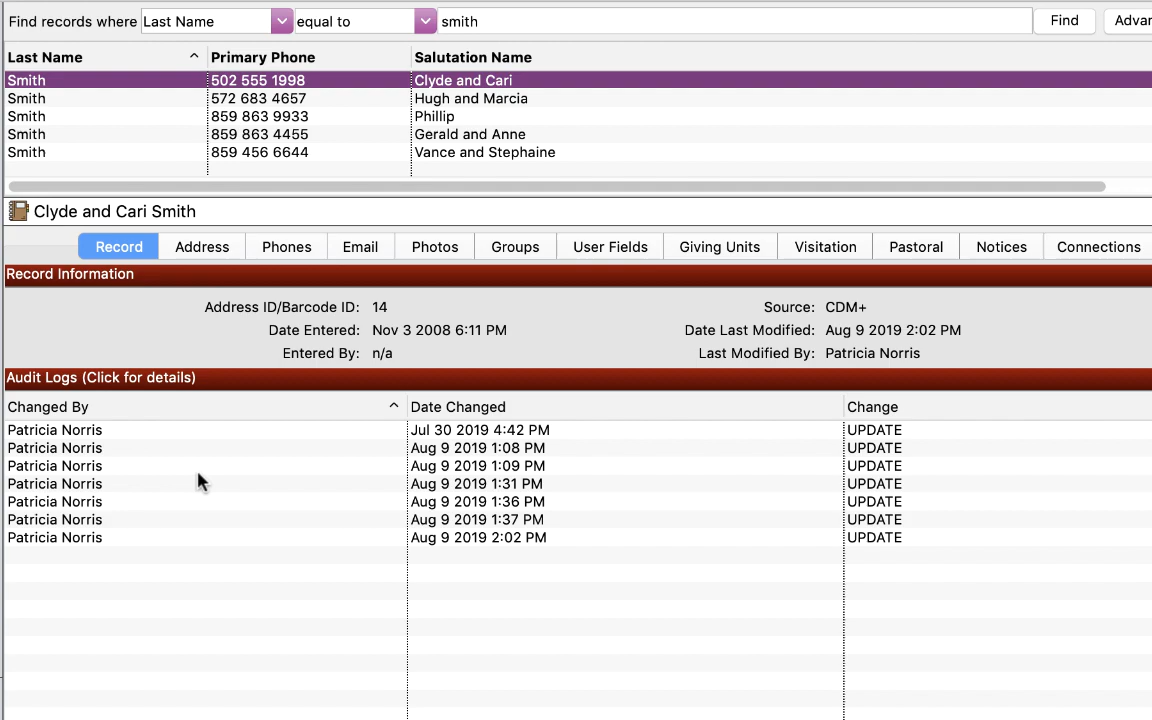 Find records where Last Name equal to smith Find
Last Name Primary Phone Salutation Name
Smith 502 555 1998 Clyde and Cari
Smith 572 683 4657 Hugh and Marcia
Smith 859 863 9933 Phillip
Smith 859 863 4455 Gerald and Anne
Smith 859 456 6644 Vance and Stephaine
Clyde and Cari Smith
Record Address Phones Email Photos Groups User Fields Giving Units Visitation Pastoral Notices Connections
Record Information
Address ID/Barcode ID: 14 Source: CDM+
Date Entered: Nov 3 2008 6:11 PM Date Last Modified: Aug 9 2019 2:02 PM
Entered By: n/a Last Modified By: Patricia Norris
Audit Logs (Click for details)
Changed By Date Changed Change
Patricia Norris Jul 30 2019 4:42 PM UPDATE
Patricia Norris Aug 9 2019 1:08 PM UPDATE
Patricia Norris Aug 9 2019 1:09 PM UPDATE
Patricia Norris Aug 9 2019 1:31 PM UPDATE
Patricia Norris Aug 9 2019 1:36 PM UPDATE
Patricia Norris Aug 9 2019 1:37 PM UPDATE
Patricia Norris Aug 9 2019 2:02 PM UPDATE